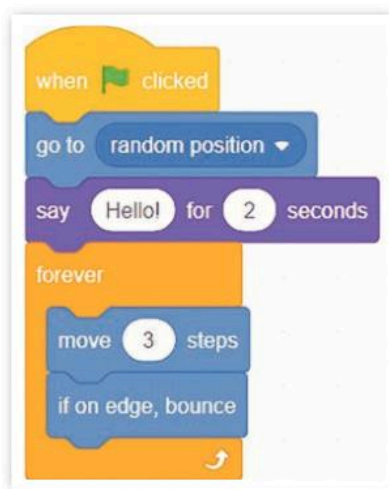 when clicked
go to random position
say Hello! for 2 seconds
forever
move 3 steps
if on edge, bounce